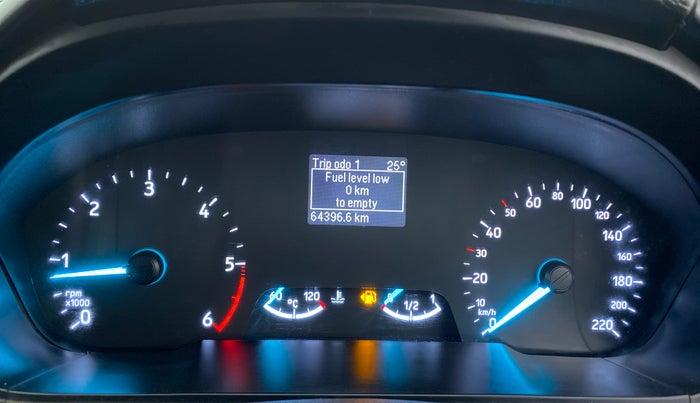 Trip odo 1 25°
Fuel level low
0 km
to empty
64396.6 km
0
1
2
3
4
5
6
rpm
x1000
60 °C 120
0 1/2 1
0
10
20
30
40
50
60
80
100
120
140
160
180
200
220
km/h